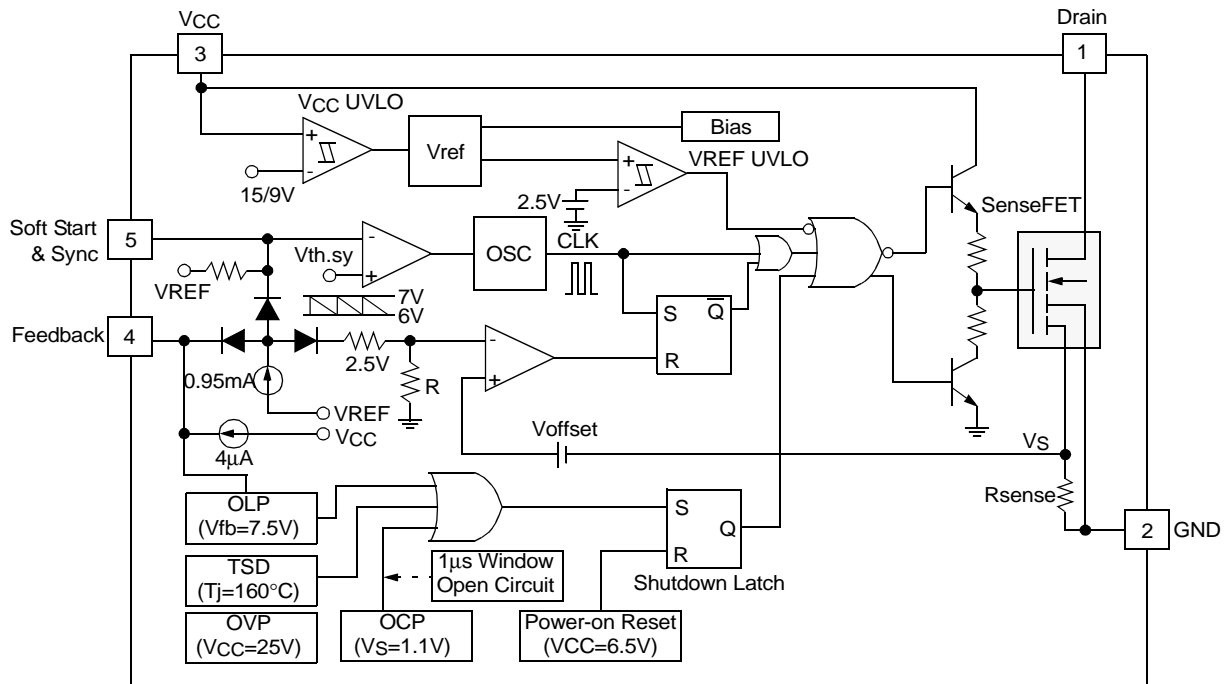 VCC
Drain
3
1
VCC UVLO
Bias
+
-
Vref
VREF UVLO
+
-
15/9V
2.5V
SenseFET
Soft Start
& Sync
5
-
+
Vth.sy
OSC
CLK
VREF
7V
6V
Feedback
4
S
Q
R
2.5V
-
+
R
0.95mA
VREF
VCC
4μA
Voffset
VS
Rsense
OLP
(Vfb=7.5V)
S
Q
R
2
GND
TSD
(Tj=160°C)
1μs Window
Open Circuit
Shutdown Latch
OVP
(VCC=25V)
OCP
(VS=1.1V)
Power-on Reset
(VCC=6.5V)